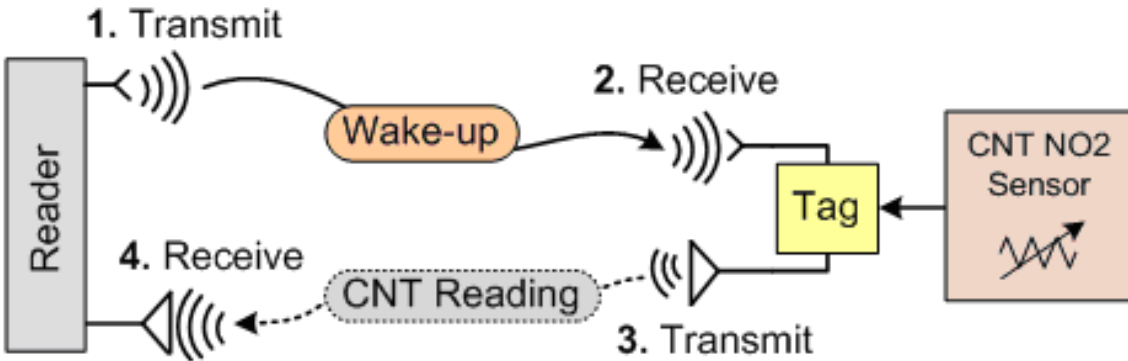 1. Transmit
2. Receive
Wake-up
CNT NO2
Sensor
Tag
Reader
4. Receive
CNT Reading
3. Transmit